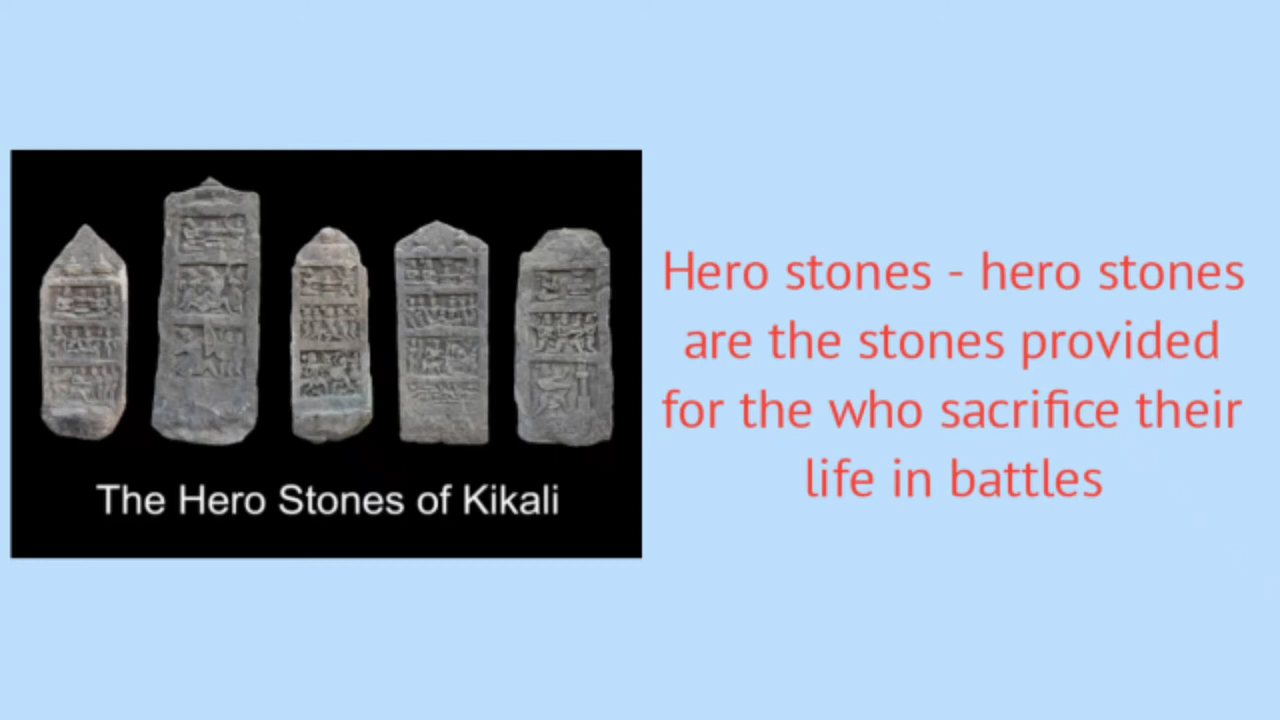 The Hero Stones of Kikali
Hero stones - hero stones
are the stones provided
for the who sacrifice their
life in battles